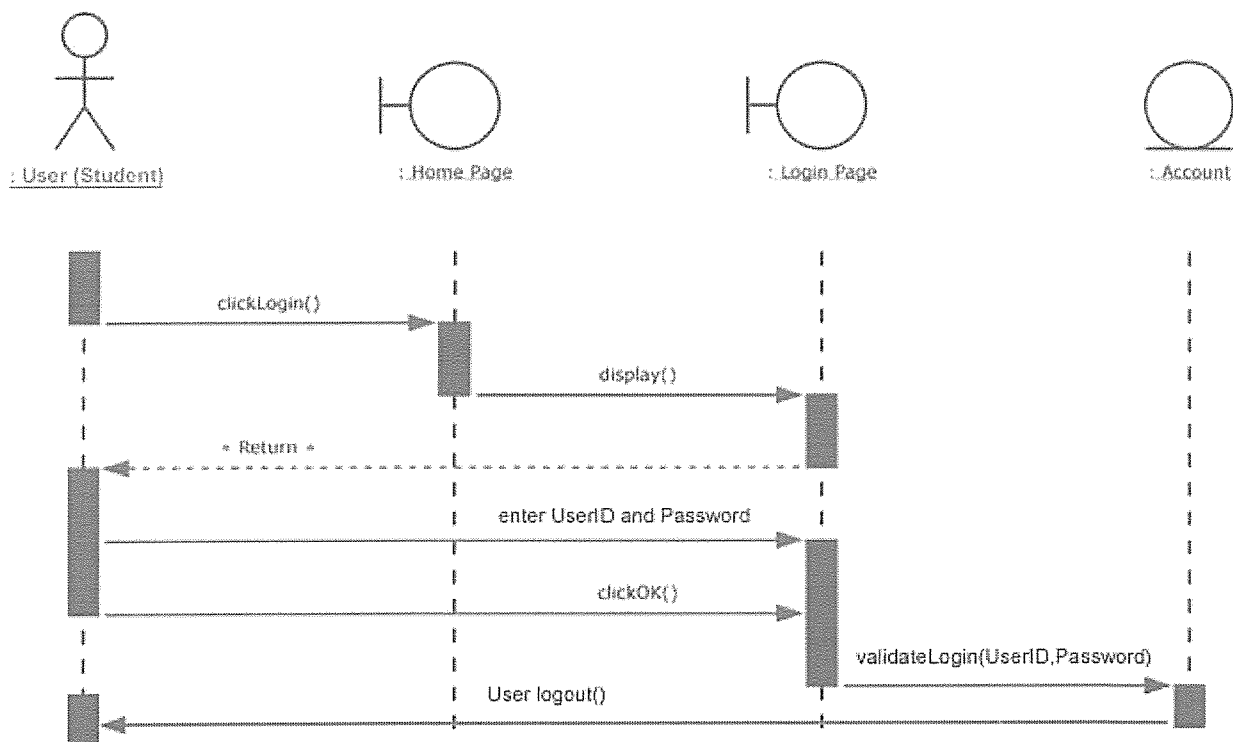 : User (Student)
: Home Page
: Login Page
: Account
clickLogin()
display()
« Return »
enter UserID and Password
clickOK()
validateLogin(UserID,Password)
User logout()